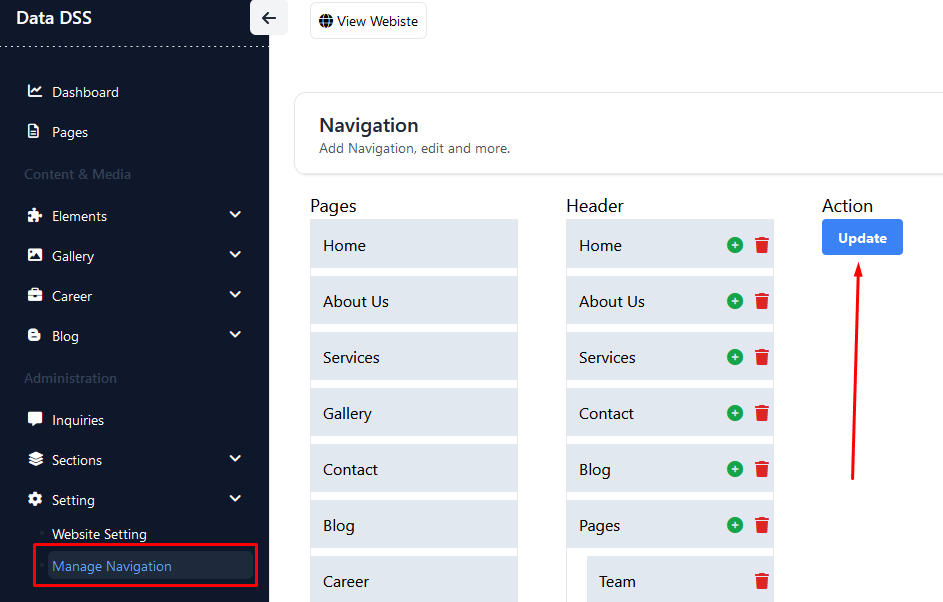 Data DSS
View Webiste
Dashboard
Pages
Content & Media
Elements
Gallery
Career
Blog
Administration
Inquiries
Sections
Setting
Website Setting
Manage Navigation
Navigation
Add Navigation, edit and more.
Pages
Home
About Us
Services
Gallery
Contact
Blog
Career
Header
Home
About Us
Services
Contact
Blog
Pages
Team
Action
Update